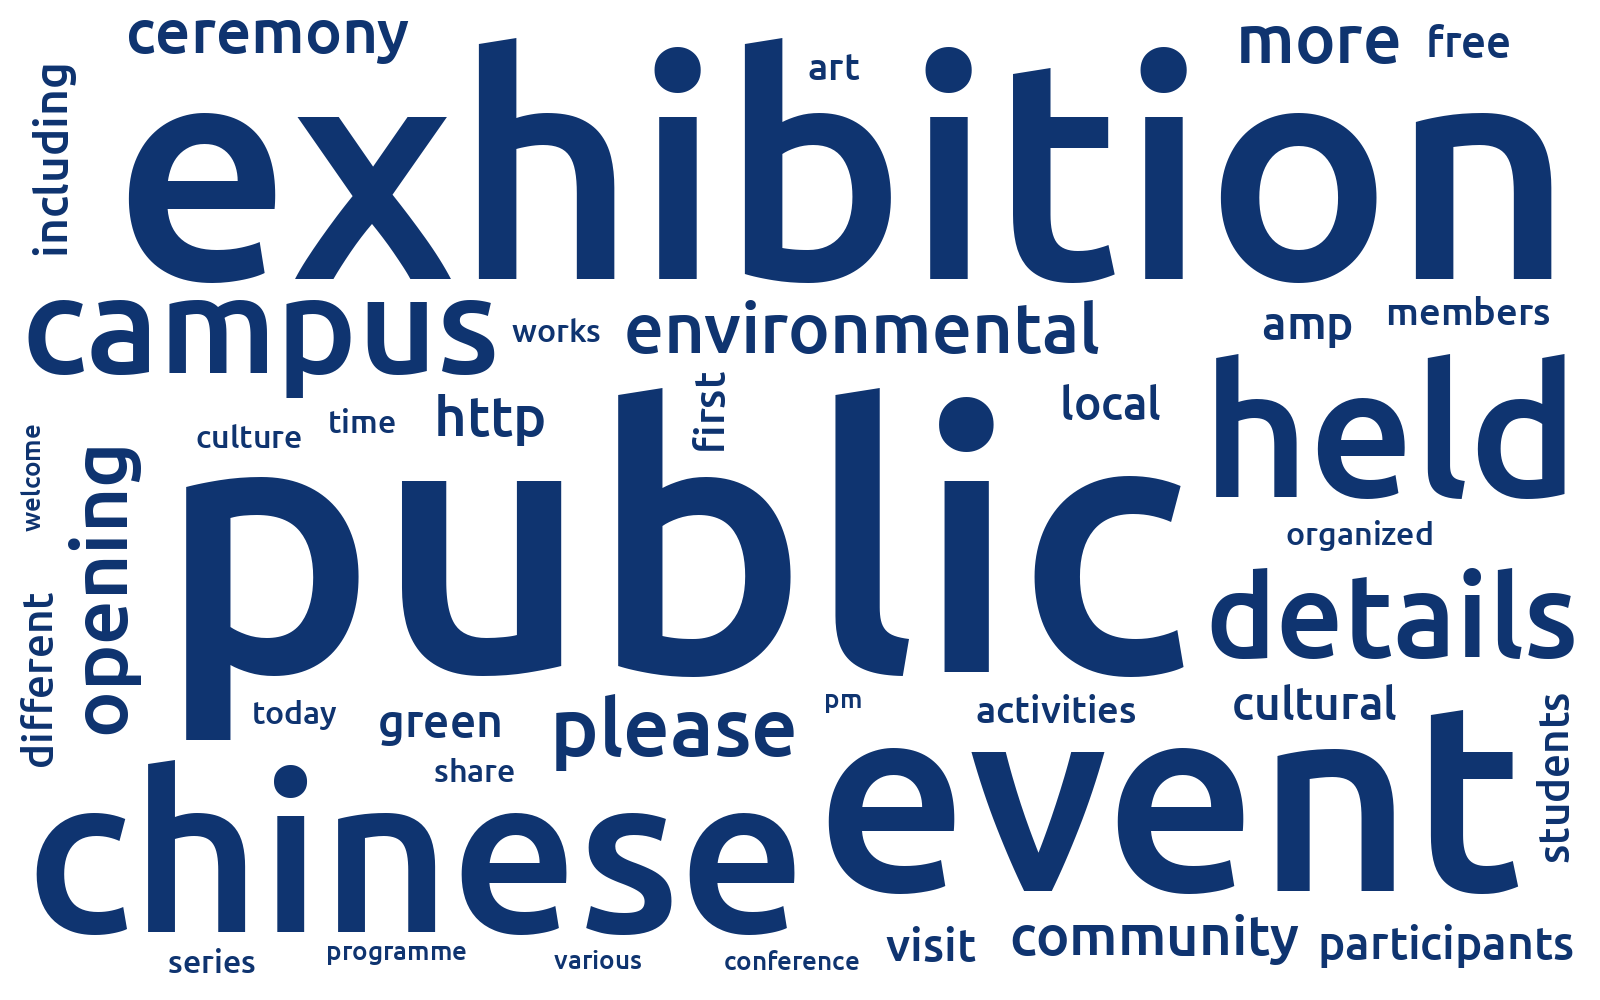 ceremony
more
free
including
art
exhibition
campus
works
environmental
amp
members
held
first
local
http
time
culture
welcome
opening
public
organized
details
different
today
green
please
pm
activities
cultural
students
share
chinese
event
series
programme
various
conference
visit
community
participants